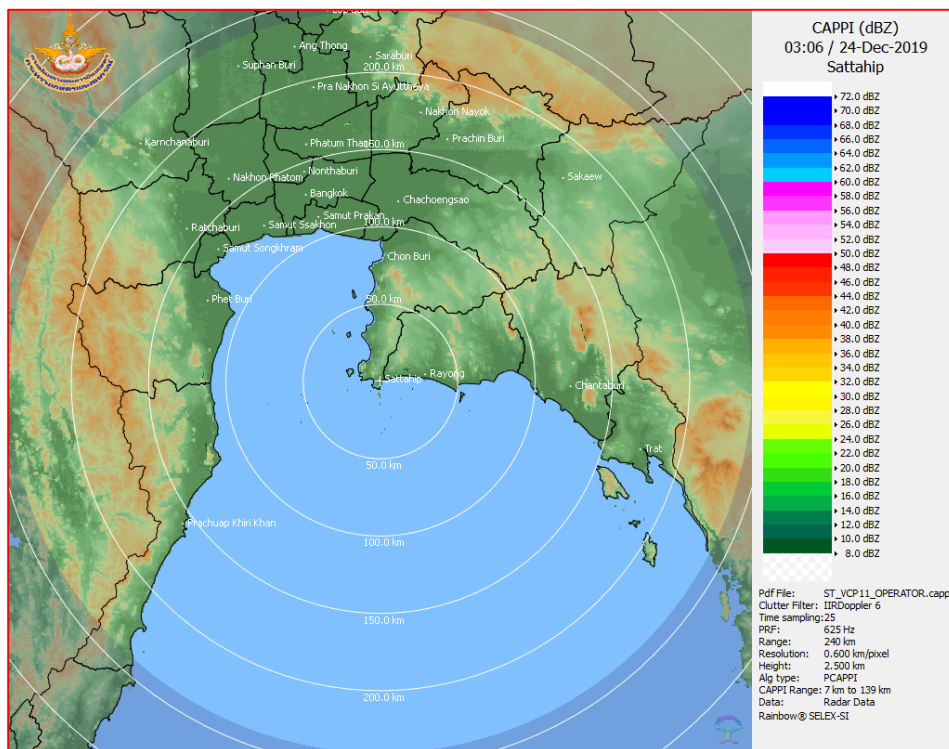 CAPPI (dBZ)
03:06 / 24-Dec-2019
Sattahip
72.0 dBZ
70.0 dBZ
68.0 dBZ
66.0 dBZ
64.0 dBZ
62.0 dBZ
60.0 dBZ
58.0 dBZ
56.0 dBZ
54.0 dBZ
52.0 dBZ
50.0 dBZ
48.0 dBZ
46.0 dBZ
44.0 dBZ
42.0 dBZ
40.0 dBZ
38.0 dBZ
36.0 dBZ
34.0 dBZ
32.0 dBZ
30.0 dBZ
28.0 dBZ
26.0 dBZ
24.0 dBZ
22.0 dBZ
20.0 dBZ
18.0 dBZ
16.0 dBZ
14.0 dBZ
12.0 dBZ
10.0 dBZ
8.0 dBZ
Pdf File: ST_VCP11_OPERATOR.capp
Clutter Filter: IIRDoppler 6
Time sampling:25
PRF: 625 Hz
Range: 240 km
Resolution: 0.600 km/pixel
Height: 2.500 km
Alg type: PCAPPI
CAPPI Range: 7 km to 139 km
Data: Radar Data
Rainbow® SELEX-SI
Ang Thong
Saraburi
Suphan Buri
200.0 km
Pra Nakhon Si Ayutthaya
Nakhon Nayok
Karnchanaburi
Phatum Than
50.0 km
Prachin Buri
Nonthaburi
Nakhon Phatom
Sakaew
Bangkok
Chachoengsao
Samut Prakan
Samut Ssakhon
Ratchaburi
100.0 km
Samut Songkhram
Chon Buri
Phet Buri
50.0 km
Sattahip
Rayong
Chantaburi
Trat
50.0 km
Prachuap Khiri Khan
100.0 km
150.0 km
200.0 km